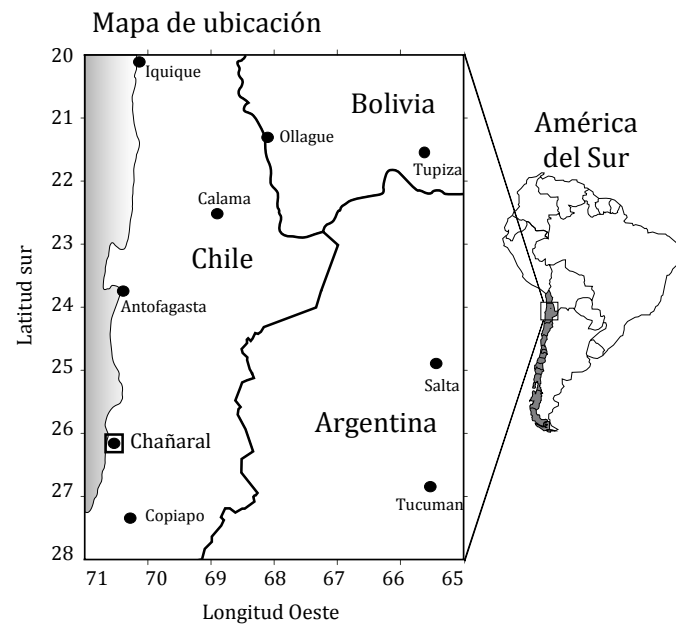 Mapa de ubicación
20
21
22
23
24
25
26
27
28
Latitud sur
71
70
69
68
67
66
65
Longitud Oeste
Iquique
Bolivia
Ollague
Tupiza
Calama
Chile
Antofagasta
Salta
Argentina
Chañaral
Tucuman
Copiapo
América
del Sur